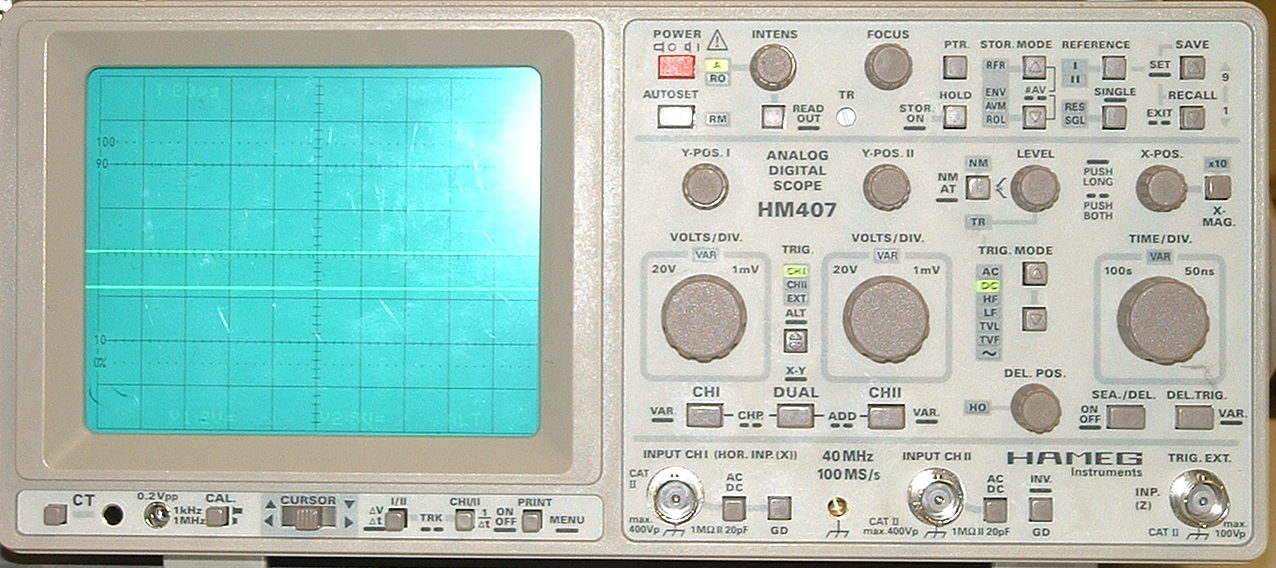 100
90
10
0%
POWER
INTENS
FOCUS
A
RO
AUTOSET
RM
READ
OUT
TR
PTR.
STOR. MODE
REFERENCE
SAVE
RFR
I
II
SET
9
STOR.
ON
HOLD
ENV
AVM
ROL
#AV
SINGLE
RES
SGL
EXIT
RECALL
1
Y-POS. I
ANALOG
DIGITAL
SCOPE
HM407
Y-POS. II
NM
NM
AT
LEVEL
TR
PUSH
LONG
PUSH
BOTH
X-POS.
x10
X-
MAG.
VOLTS/DIV.
VAR
20V
1mV
TRIG.
CHI
CHII
EXT
ALT
X-Y
VOLTS/DIV.
VAR
20V
1mV
TRIG. MODE
AC
DC
HF
LF
TVL
TVF
~
TIME/DIV.
VAR
100s
50ns
CHI
DUAL
CHII
VAR.
CHP.
ADD
VAR.
DEL. POS.
HO
SEA./DEL.
ON
OFF
DEL.TRIG.
VAR.
INPUT CH I (HOR. INP. (X))
CAT
II
max.
400Vp
AC
DC
1MΩ II 20pF
GD
40 MHz
100 MS/s
INPUT CH II
CAT II
max.400Vp
AC
DC
1MΩ II 20pF
INV.
GD
HAMEG
Instruments
TRIG. EXT.
INP.
(Z)
CAT II
max.
100Vp
CT
0.2Vpp
1kHz
1MHz
CAL.
CURSOR
I/II
ΔV
Δt
TRK
CHI/II
1
Δt
ON
OFF
PRINT
MENU